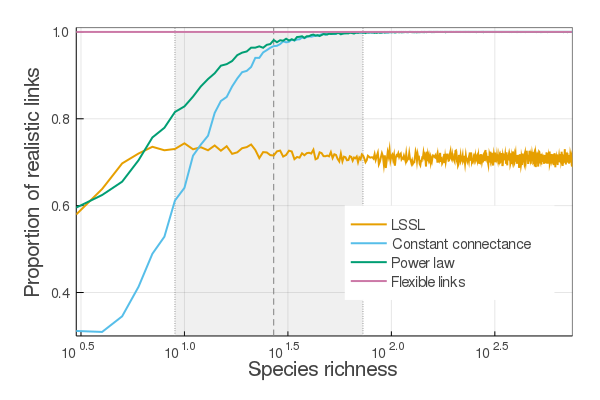 Proportion of realistic links
1.0
0.8
0.6
0.4
LSSL
Constant connectance
Power law
Flexible links
10 0.5 10 1.0 10 1.5 10 2.0 10 2.5
Species richness